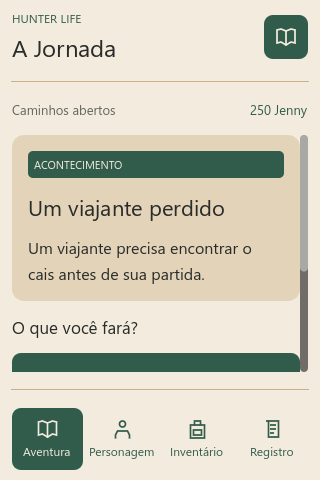 HUNTER LIFE
A Jornada
Caminhos abertos
250 Jenny
ACONTECIMENTO
Um viajante perdido
Um viajante precisa encontrar o
cais antes de sua partida.
O que você fará?
Aventura
Personagem
Inventário
Registro